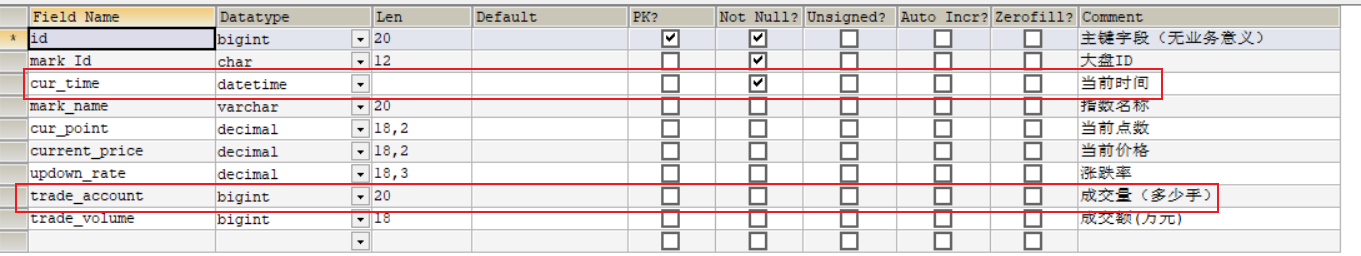 Field Name Datatype Len Default PK? Not Null? Unsigned? Auto Incr? Zerofill? Comment
* id bigint 20 主键字段（无业务意义）
mark_Id char 12 大盘ID
cur_time datetime 当前时间
mark_name varchar 20 指数名称
cur_point decimal 18,2 当前点数
current_price decimal 18,2 当前价格
updown_rate decimal 18,3 涨跌率
trade_account bigint 20 成交量（多少手）
trade_volume bigint 18 成交额(万元)